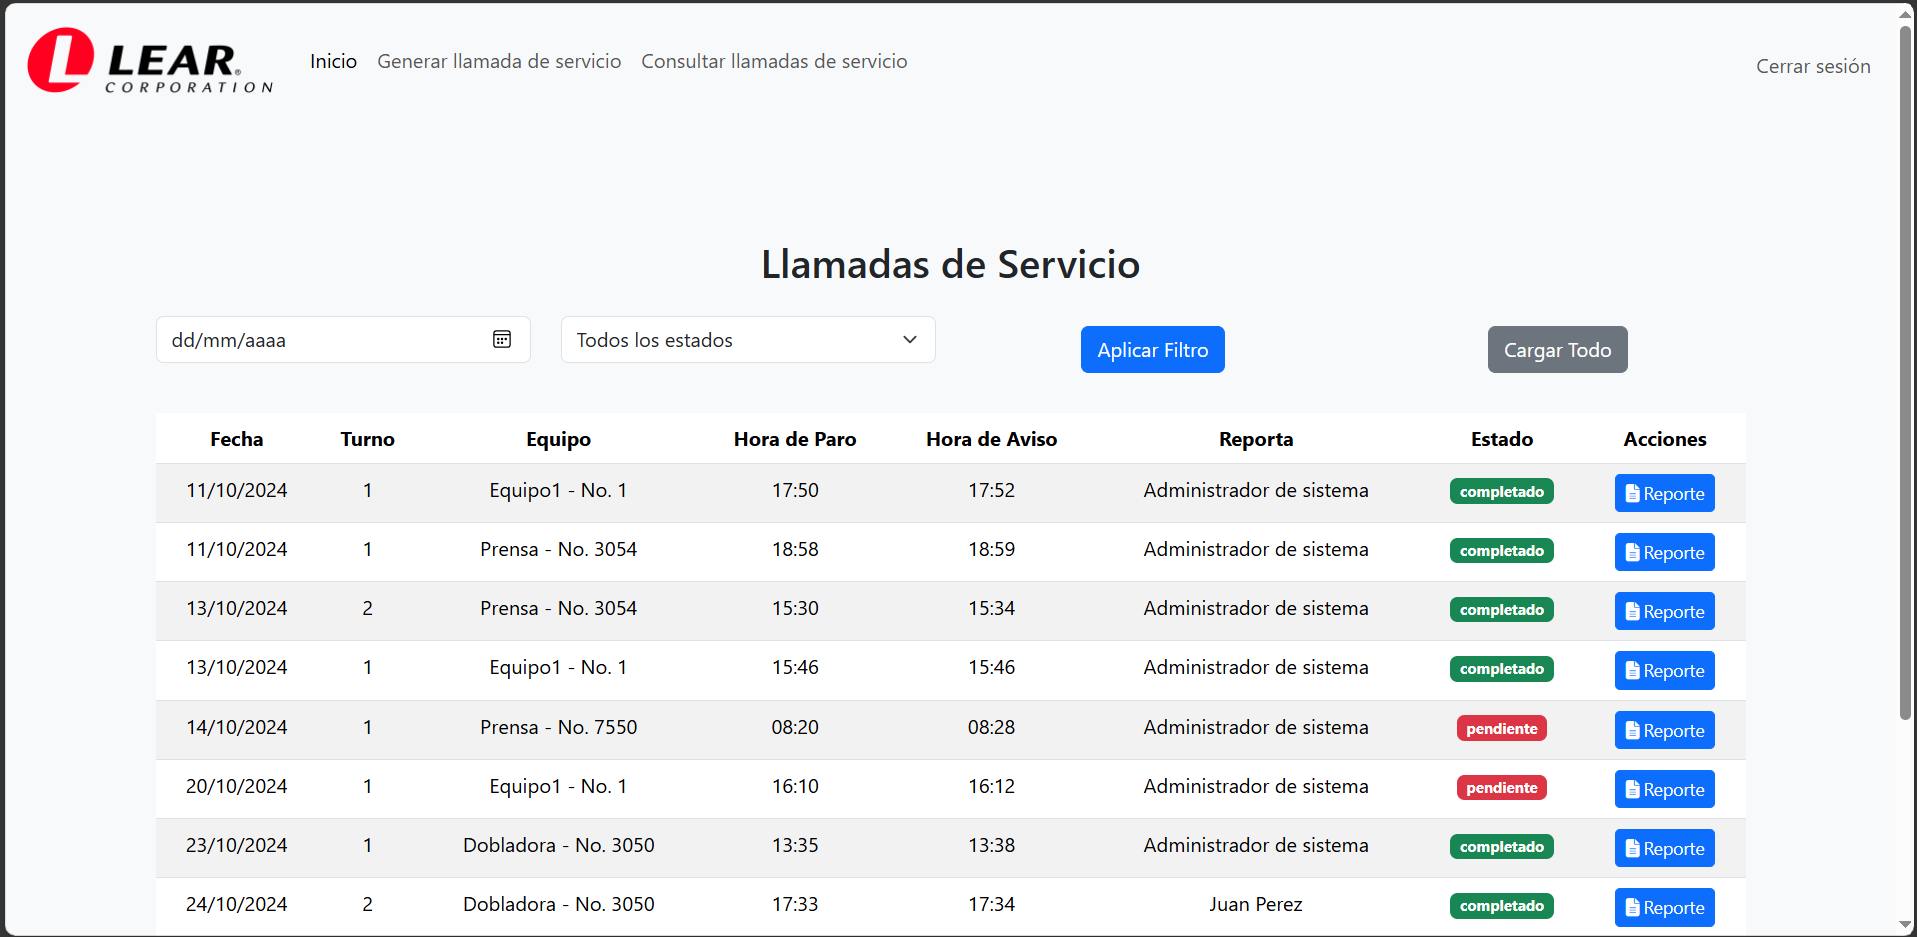 LEAR® Inicio Generar llamada de servicio Consultar llamadas de servicio Cerrar sesión
CORPORATION
Llamadas de Servicio
dd/mm/aaaa Todos los estados Aplicar Filtro Cargar Todo
Fecha Turno Equipo Hora de Paro Hora de Aviso Reporta Estado Acciones
11/10/2024 1 Equipo1 - No. 1 17:50 17:52 Administrador de sistema completado Reporte
11/10/2024 1 Prensa - No. 3054 18:58 18:59 Administrador de sistema completado Reporte
13/10/2024 2 Prensa - No. 3054 15:30 15:34 Administrador de sistema completado Reporte
13/10/2024 1 Equipo1 - No. 1 15:46 15:46 Administrador de sistema completado Reporte
14/10/2024 1 Prensa - No. 7550 08:20 08:28 Administrador de sistema pendiente Reporte
20/10/2024 1 Equipo1 - No. 1 16:10 16:12 Administrador de sistema pendiente Reporte
23/10/2024 1 Dobladora - No. 3050 13:35 13:38 Administrador de sistema completado Reporte
24/10/2024 2 Dobladora - No. 3050 17:33 17:34 Juan Perez completado Reporte